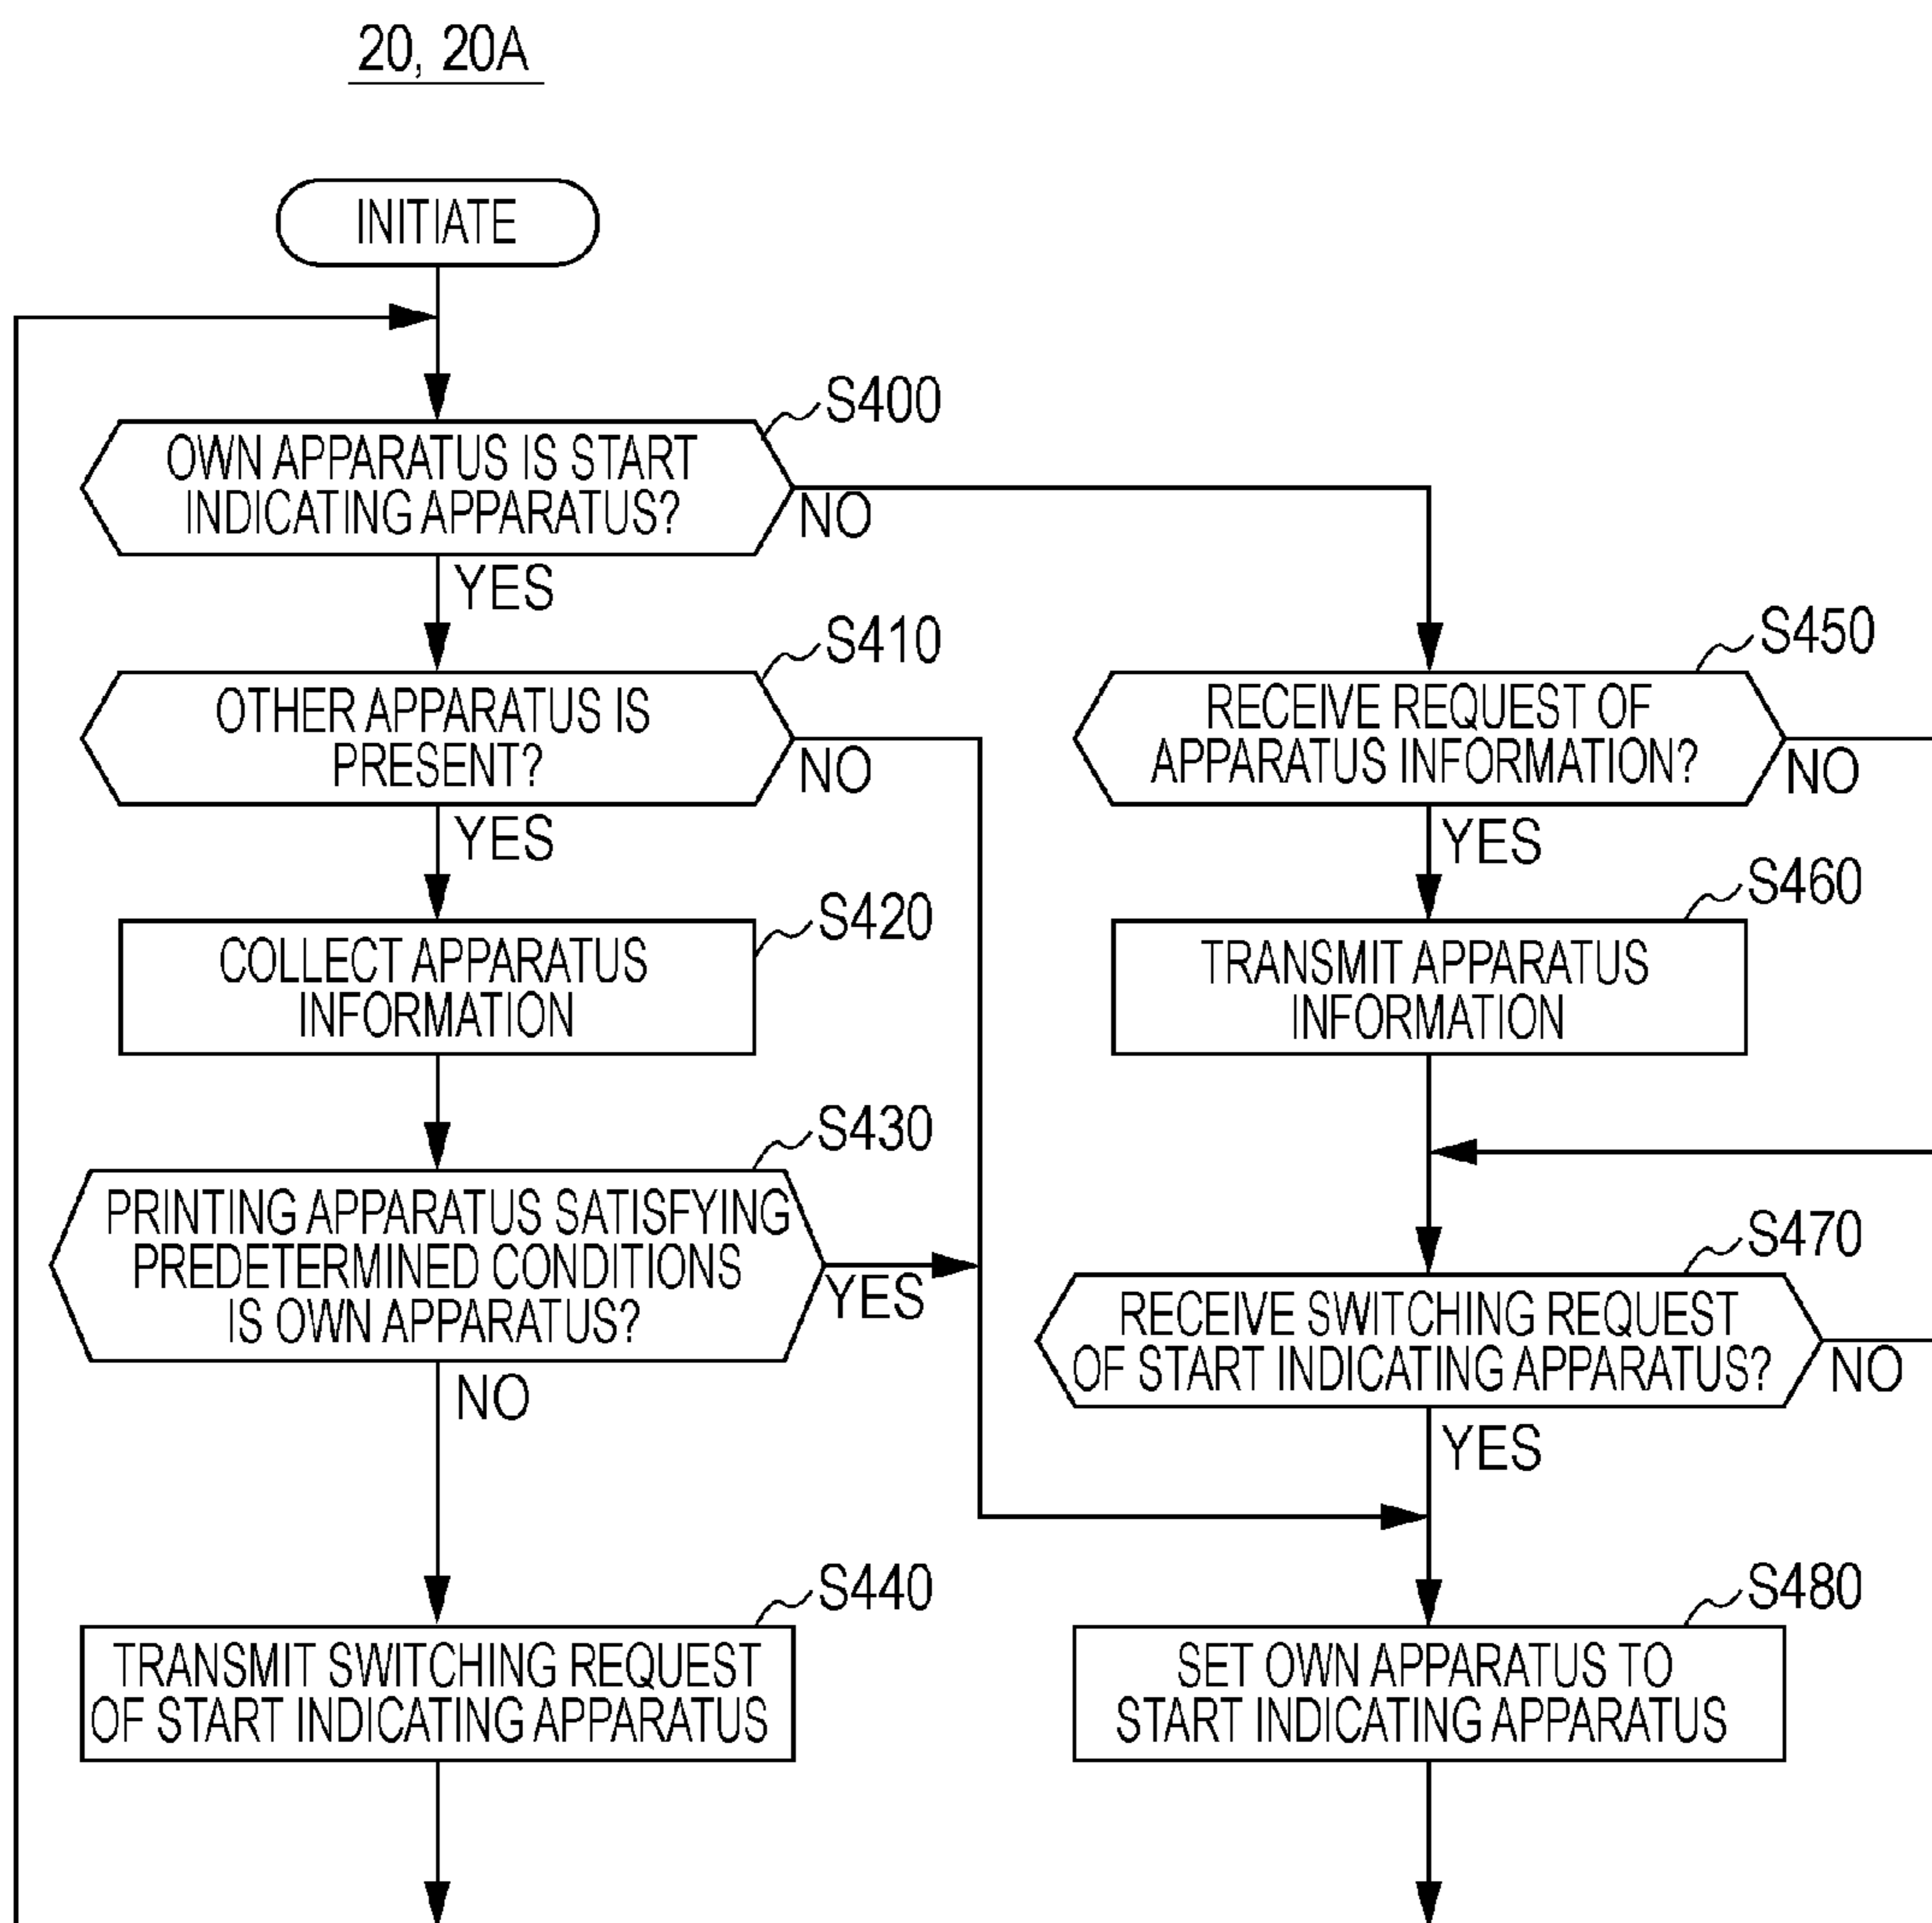 20, 20A
INITIATE
S400
OWN APPARATUS IS START
INDICATING APPARATUS?
NO
YES
S410
OTHER APPARATUS IS
PRESENT?
NO
YES
S420
COLLECT APPARATUS
INFORMATION
S430
PRINTING APPARATUS SATISFYING
PREDETERMINED CONDITIONS
IS OWN APPARATUS?
YES
NO
S440
TRANSMIT SWITCHING REQUEST
OF START INDICATING APPARATUS
S450
RECEIVE REQUEST OF
APPARATUS INFORMATION?
NO
YES
S460
TRANSMIT APPARATUS
INFORMATION
S470
RECEIVE SWITCHING REQUEST
OF START INDICATING APPARATUS?
NO
YES
S480
SET OWN APPARATUS TO
START INDICATING APPARATUS